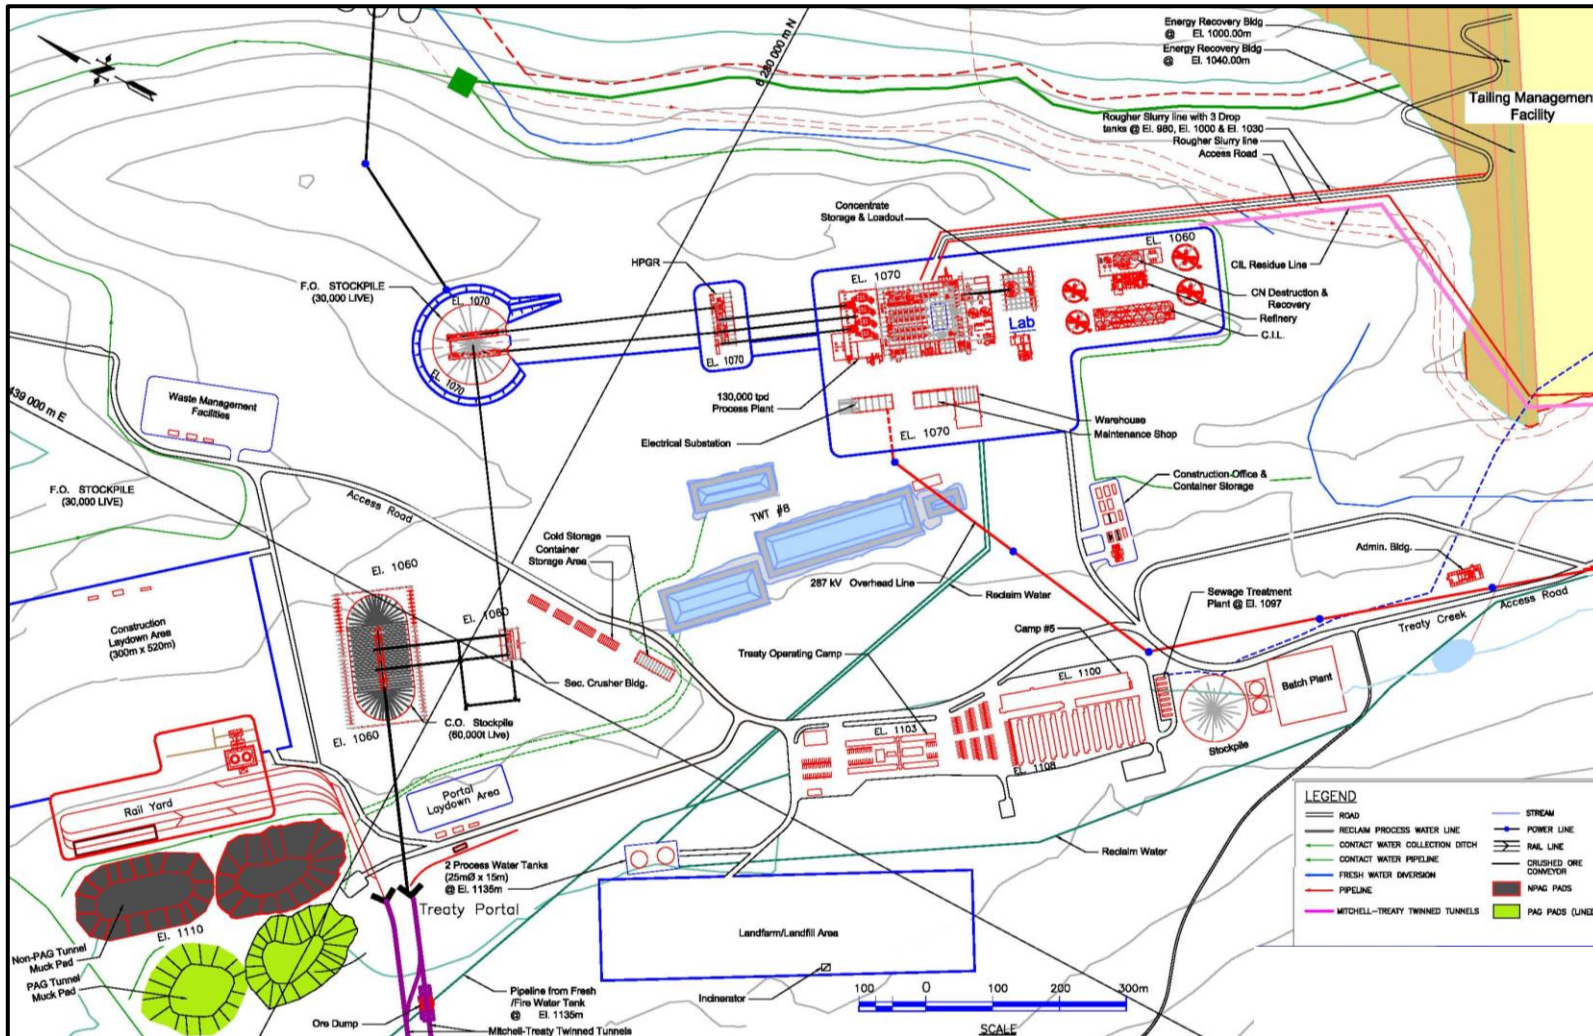 Energy Recovery Bldg
@ El. 1000.00m
Energy Recovery Bldg
@ El. 1040.00m
6 280 000 m N
Tailing Management
Facility
Rougher Slurry line with 3 Drop
tanks @ El. 980, El. 1000 & El. 1030
Rougher Slurry line
Access Road
Concentrate
Storage & Loadout
EL. 1060
HPGR
EL. 1070
CIL Residue Line
F.O. STOCKPILE
(30,000 LIVE)
EL. 1070
CN Destruction &
Recovery
Refinery
Lab
C.I.L.
EL. 1070
EL. 1070
439 000 m E
Waste Management
Facilities
130,000 tpd
Process Plant
Warehouse
Maintenance Shop
EL. 1070
Electrical Substation
F.O. STOCKPILE
(30,000 LIVE)
Access Road
Construction-Office &
Container Storage
TWT #6
Cold Storage
Container
Storage Area
Admin. Bldg.
El. 1060
287 kV Overhead Line
Reclaim Water
Sewage Treatment
Plant @ El. 1097
Access Road
Treaty Creek
El. 1060
Construction
Laydown Area
(300m x 520m)
Camp #5
Treaty Operating Camp
Sec. Crusher Bldg.
EL. 1100
Batch Plant
C.O. Stockpile
(60,000t Live)
El. 1060
EL. 1103
Stockpile
EL. 1108
Portal
Laydown Area
Rail Yard
2 Process Water Tanks
(25mØ x 15m)
@ El. 1135m
Reclaim Water
Treaty Portal
El. 1110
Non-PAG Tunnel
Muck Pad
PAG Tunnel
Muck Pad
Landfarm/Landfill Area
Pipeline from Fresh
/Fire Water Tank
@ El. 1135m
Incinerator
Ore Dump
Mitchell-Treaty Twinned Tunnels
100 0 100 200 300m
SCALE
LEGEND
ROAD
RECLAIM PROCESS WATER LINE
CONTACT WATER COLLECTION DITCH
CONTACT WATER PIPELINE
FRESH WATER DIVERSION
PIPELINE
MITCHELL-TREATY TWINNED TUNNELS
STREAM
POWER LINE
RAIL LINE
CRUSHED ORE
CONVEYOR
NPAG PADS
PAG PADS (LINE